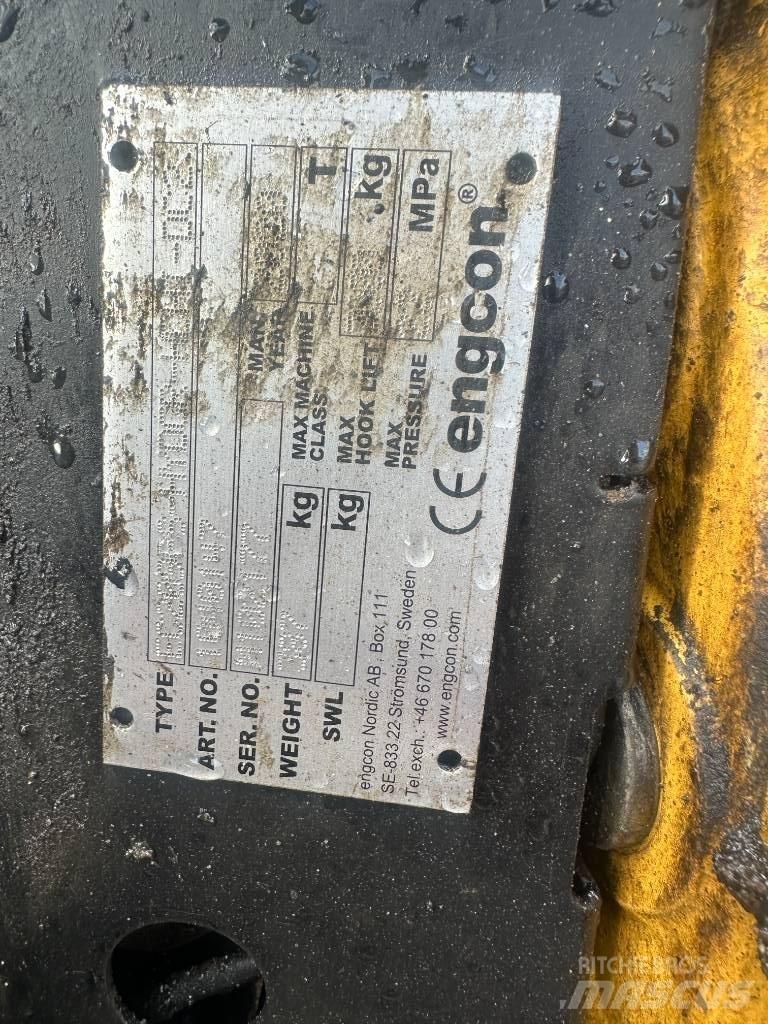 TYPE
ART. NO.
SER. NO.
MAN. YEAR
WEIGHT kg
MAX MACHINE CLASS T
SWL kg
MAX HOOK LIFT kg
MAX PRESSURE MPa
engcon Nordic AB , Box 111
SE-833 22 Strömsund, Sweden
Tel.exch.: +46 670 178 00
www.engcon.com
CE engcon®
RITCHIE BROS.
MASCUS